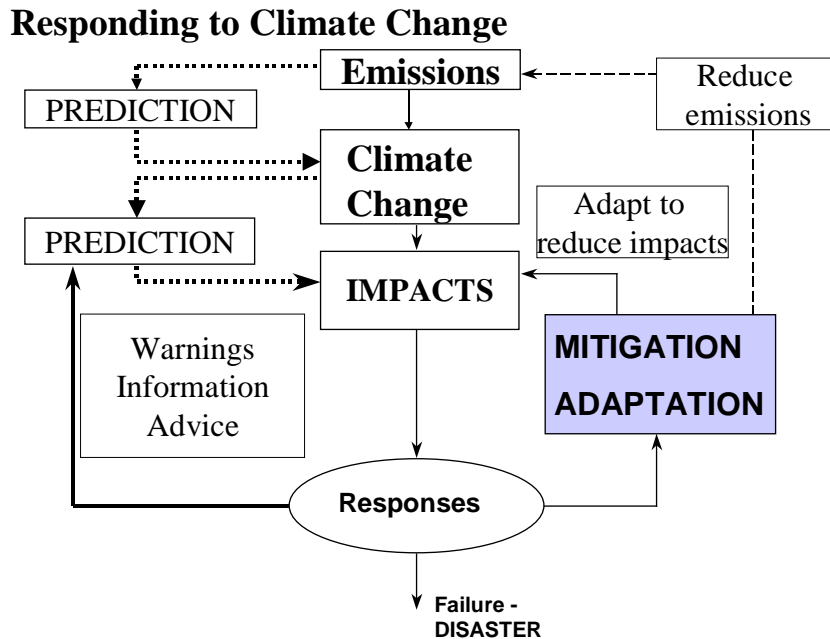 Responding to Climate Change
Emissions
Reduce
emissions
PREDICTION
Climate
Change
Adapt to
reduce impacts
PREDICTION
IMPACTS
Warnings
Information
Advice
MITIGATION
ADAPTATION
Responses
Failure -
DISASTER